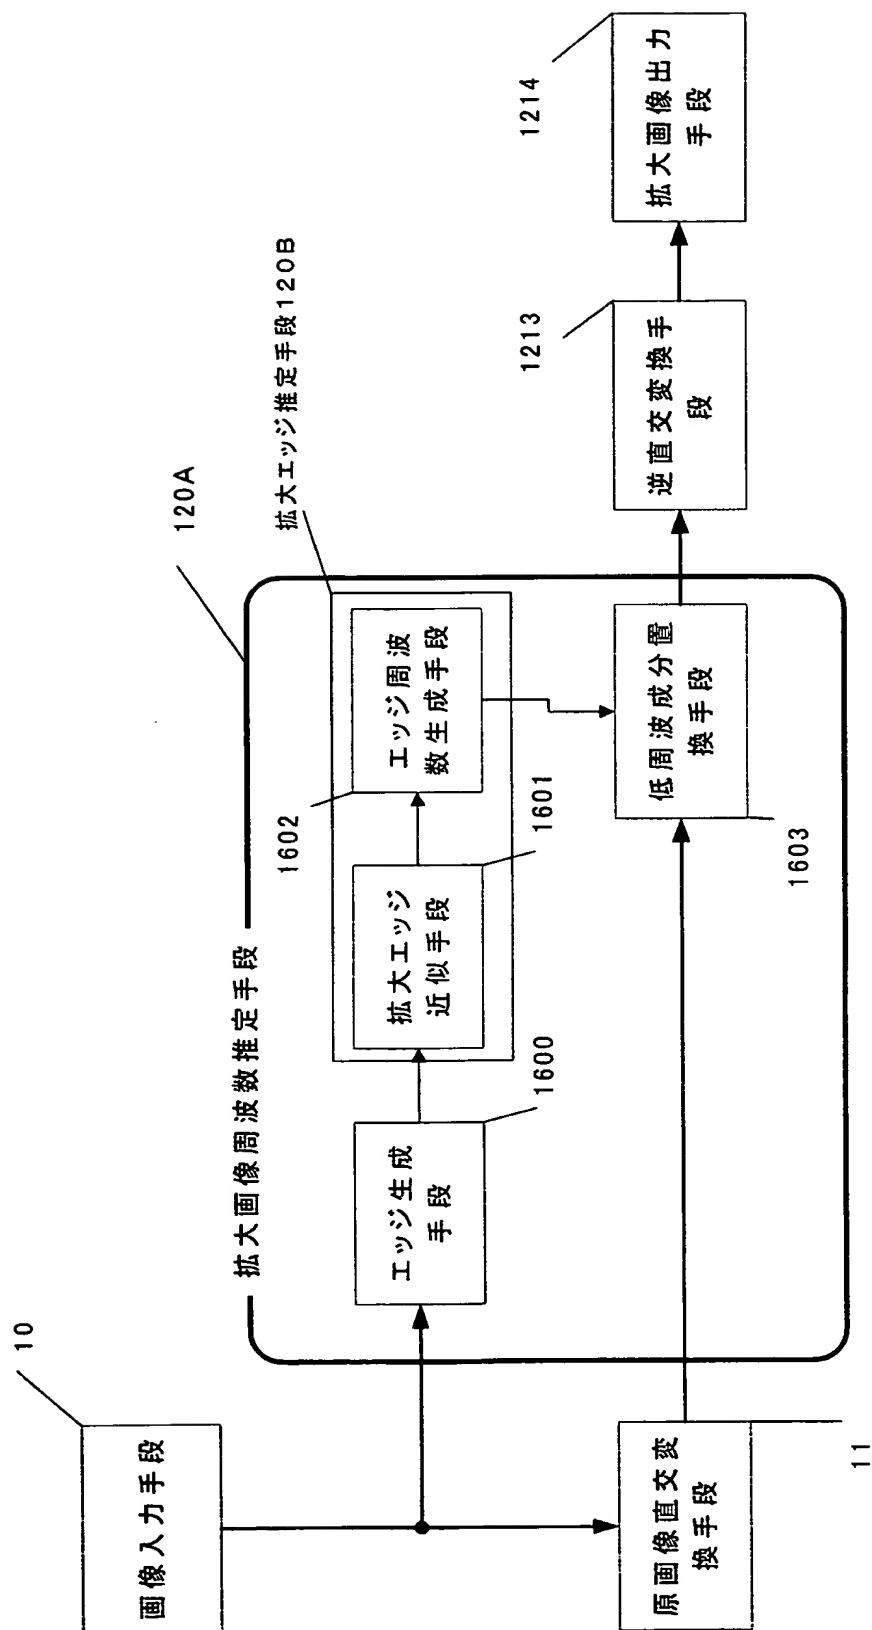 10
画像入力手段
原画像直交変
換手段
11
拡大画像周波数推定手段
120A
エッジ生成
手段
1600
拡大エッジ推定手段120B
拡大エッジ
近似手段
1601
エッジ周波
数生成手段
1602
低周波成分置
換手段
1603
逆直交変換手
段
1213
拡大画像出力
手段
1214